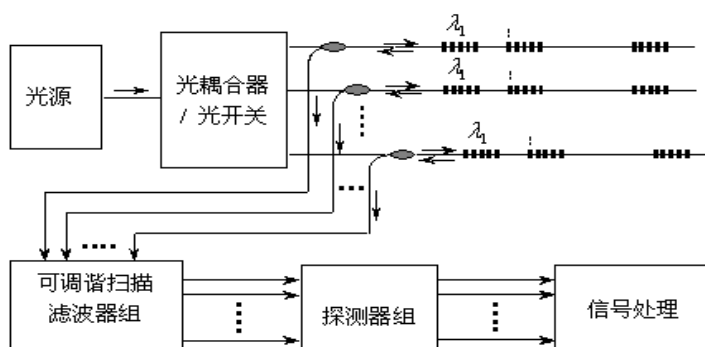 λ1
λ1
光源
光耦合器
/ 光开关
λ1
可调谐扫描
滤波器组
探测器组
信号处理